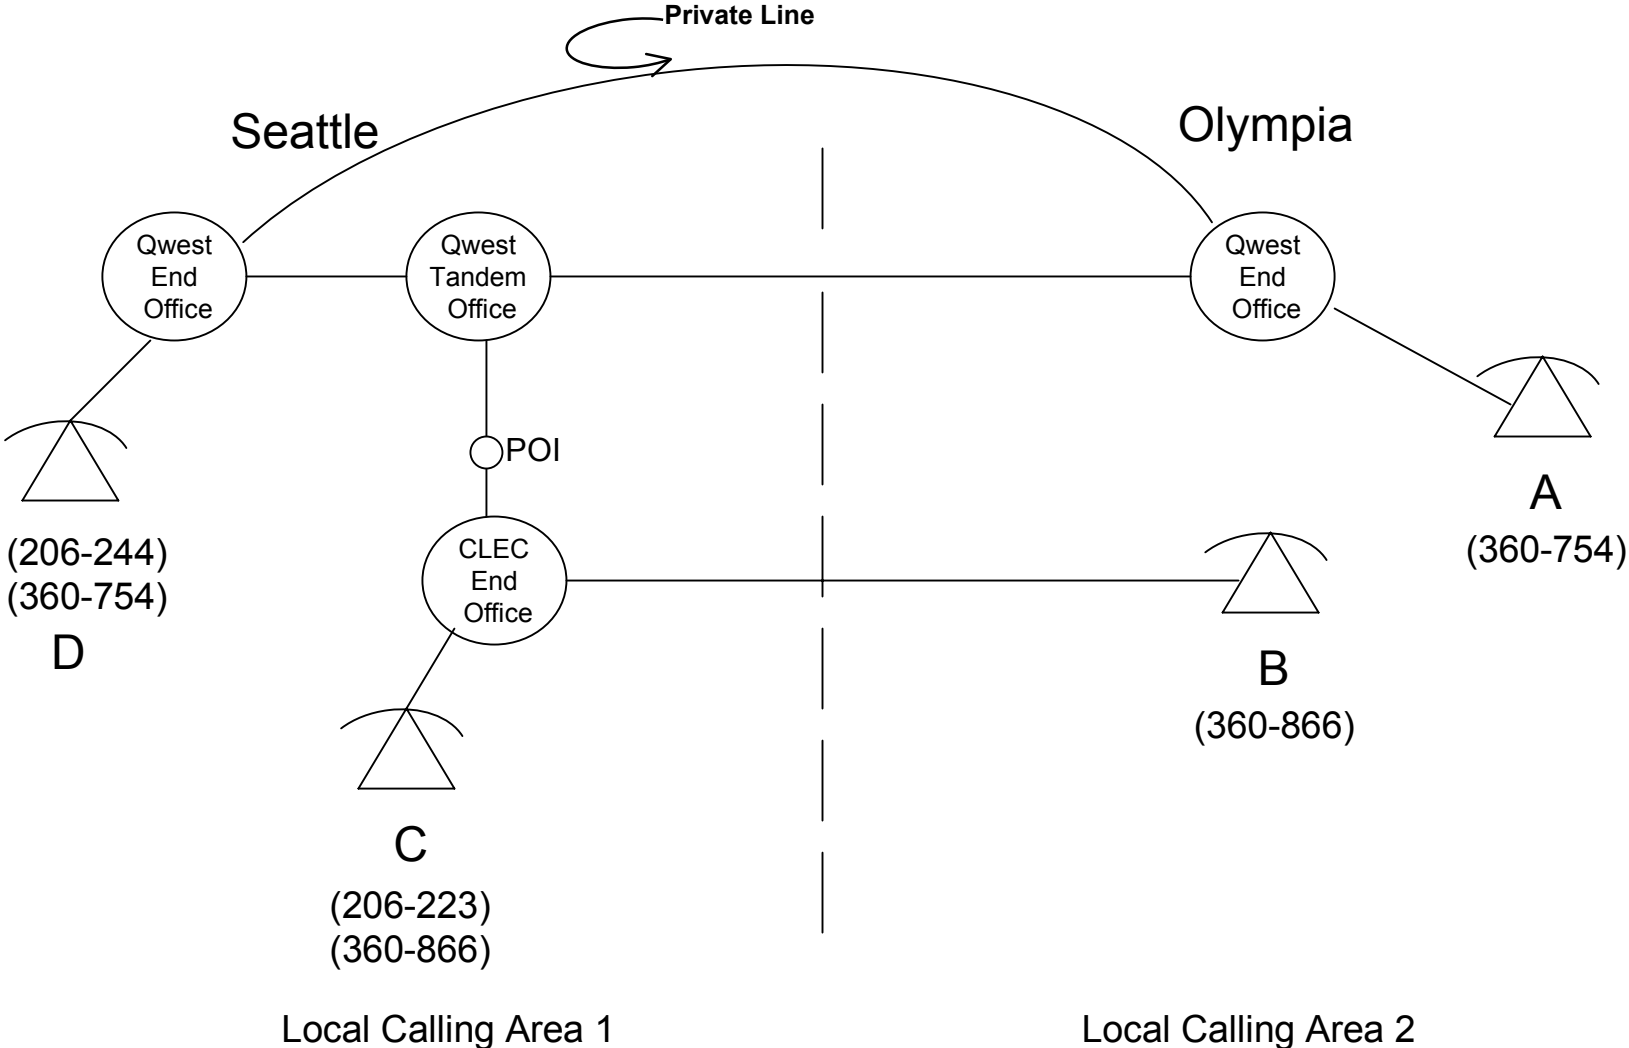 Private Line
Seattle
Olympia
Qwest
End
Office
Qwest
Tandem
Office
Qwest
End
Office
POI
A
(360-754)
(206-244)
(360-754)
D
CLEC
End
Office
B
(360-866)
C
(206-223)
(360-866)
Local Calling Area 1
Local Calling Area 2